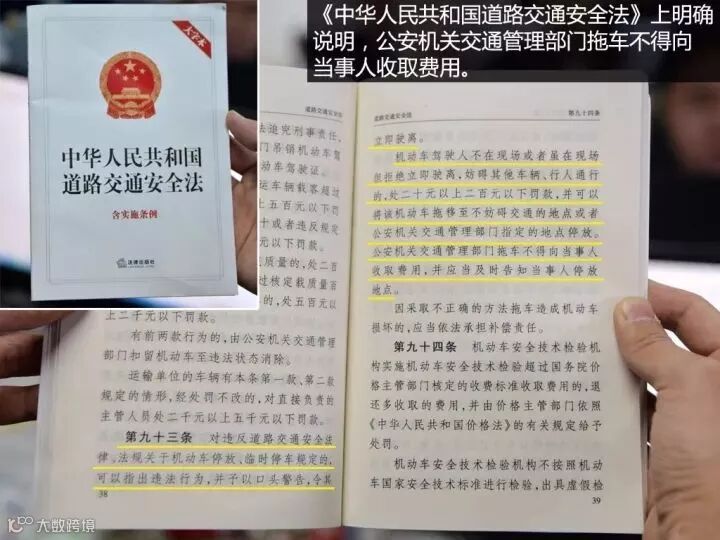 《中华人民共和国道路交通安全法》上明确
说明，公安机关交通管理部门拖车不得向
当事人收取费用。
大字本
中华人民共和国
道路交通安全法
含实施条例
法律出版社
道路交通安全法
法追究刑事责任，
门吊销机动车驾
动车驾驶证。
运车辆载客超过
上五百元以下罚
十或者违反规定
元以下罚款。
质量的，处二百
过核定载质量百
的，处五百元以
上二千元以下罚款。
有前两款行为的，由公安机关交通管理
部门扣留机动车至违法状态消除。
运输单位的车辆有本条第一款、第二款
规定的情形，经处罚不改的，对直接负责的
主管人员处二千元以上五千元以下罚款。
第九十三条 对违反道路交通安全法
律、法规关于机动车停放、临时停车规定的，
可以指出违法行为，并予以口头警告，令其
38
道路交通安全法 第九十四条
立即驶离。
机动车驾驶人不在现场或者虽在现场
但拒绝立即驶离，妨碍其他车辆、行人通行
的，处二十元以上二百元以下罚款，并可以
将该机动车拖移至不妨碍交通的地点或者
公安机关交通管理部门指定的地点停放。
公安机关交通管理部门拖车不得向当事人
收取费用，并应当及时告知当事人停放
地点。
因采取不正确的方法拖车造成机动车
损坏的，应当依法承担补偿责任。
第九十四条 机动车安全技术检验机
构实施机动车安全技术检验超过国务院价
格主管部门核定的收费标准收取费用的，退
还多收取的费用，并由价格主管部门依照
《中华人民共和国价格法》的有关规定给予
处罚。
机动车安全技术检验机构不按照机动
车国家安全技术标准进行检验，出具虚假检
39
大数跨境